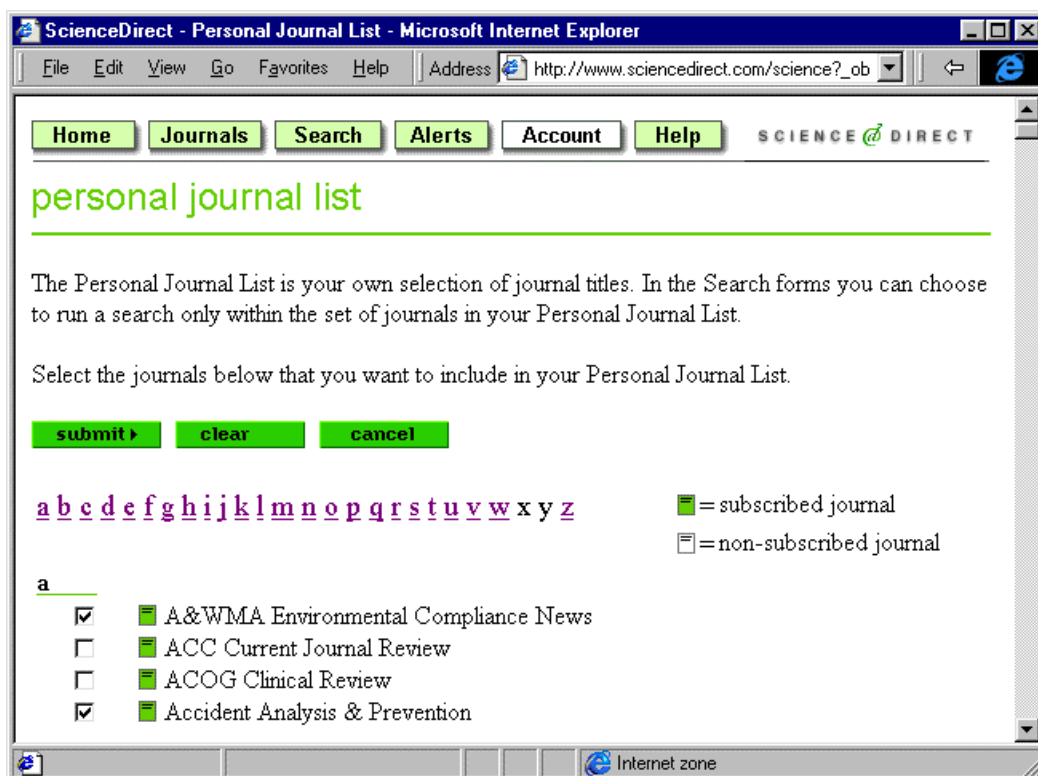 ScienceDirect - Personal Journal List - Microsoft Internet Explorer
File Edit View Go Favorites Help Address http://www.sciencedirect.com/science?_ob
Home Journals Search Alerts Account Help SCIENCE @ DIRECT
personal journal list
The Personal Journal List is your own selection of journal titles. In the Search forms you can choose
to run a search only within the set of journals in your Personal Journal List.
Select the journals below that you want to include in your Personal Journal List.
submit clear cancel
a b c d e f g h i j k l m n o p q r s t u v w x y z
= subscribed journal
= non-subscribed journal
a
A&WMA Environmental Compliance News
ACC Current Journal Review
ACOG Clinical Review
Accident Analysis & Prevention
Internet zone